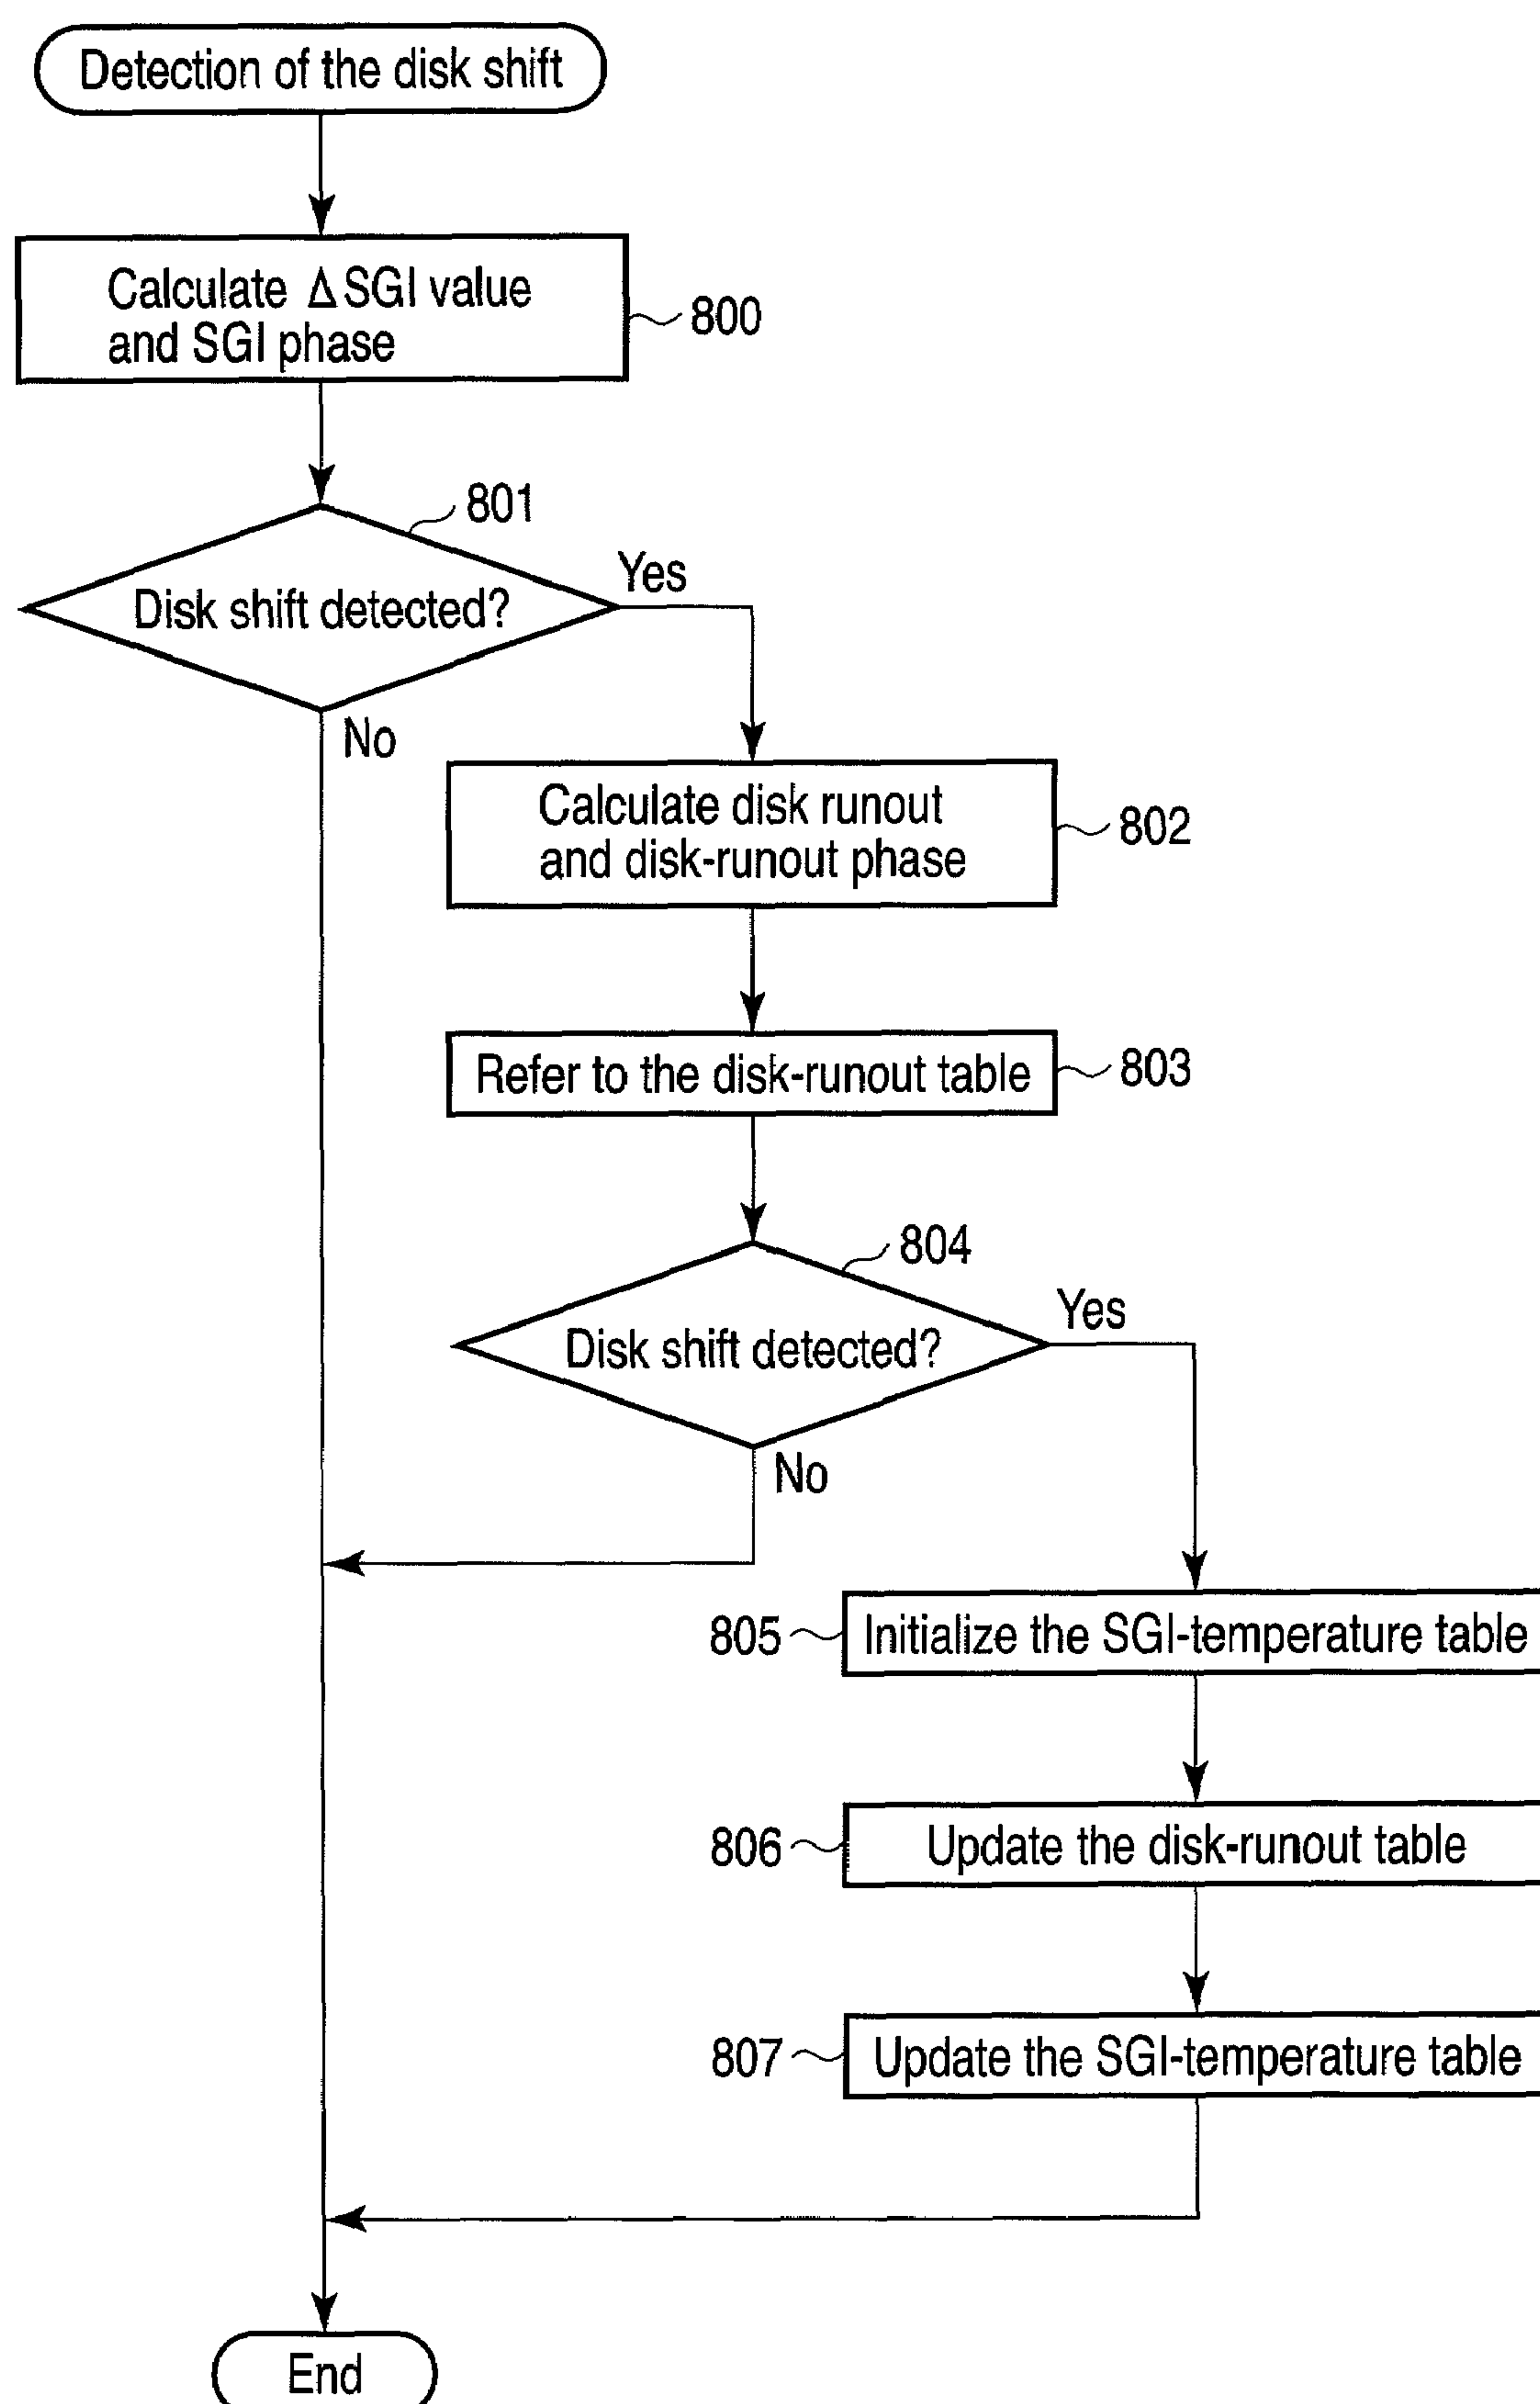 Detection of the disk shift
Calculate ΔSGI value
and SGI phase
800
801
Disk shift detected?
Yes
No
Calculate disk runout
and disk-runout phase
802
Refer to the disk-runout table
803
804
Disk shift detected?
Yes
No
805
Initialize the SGI-temperature table
806
Update the disk-runout table
807
Update the SGI-temperature table
End